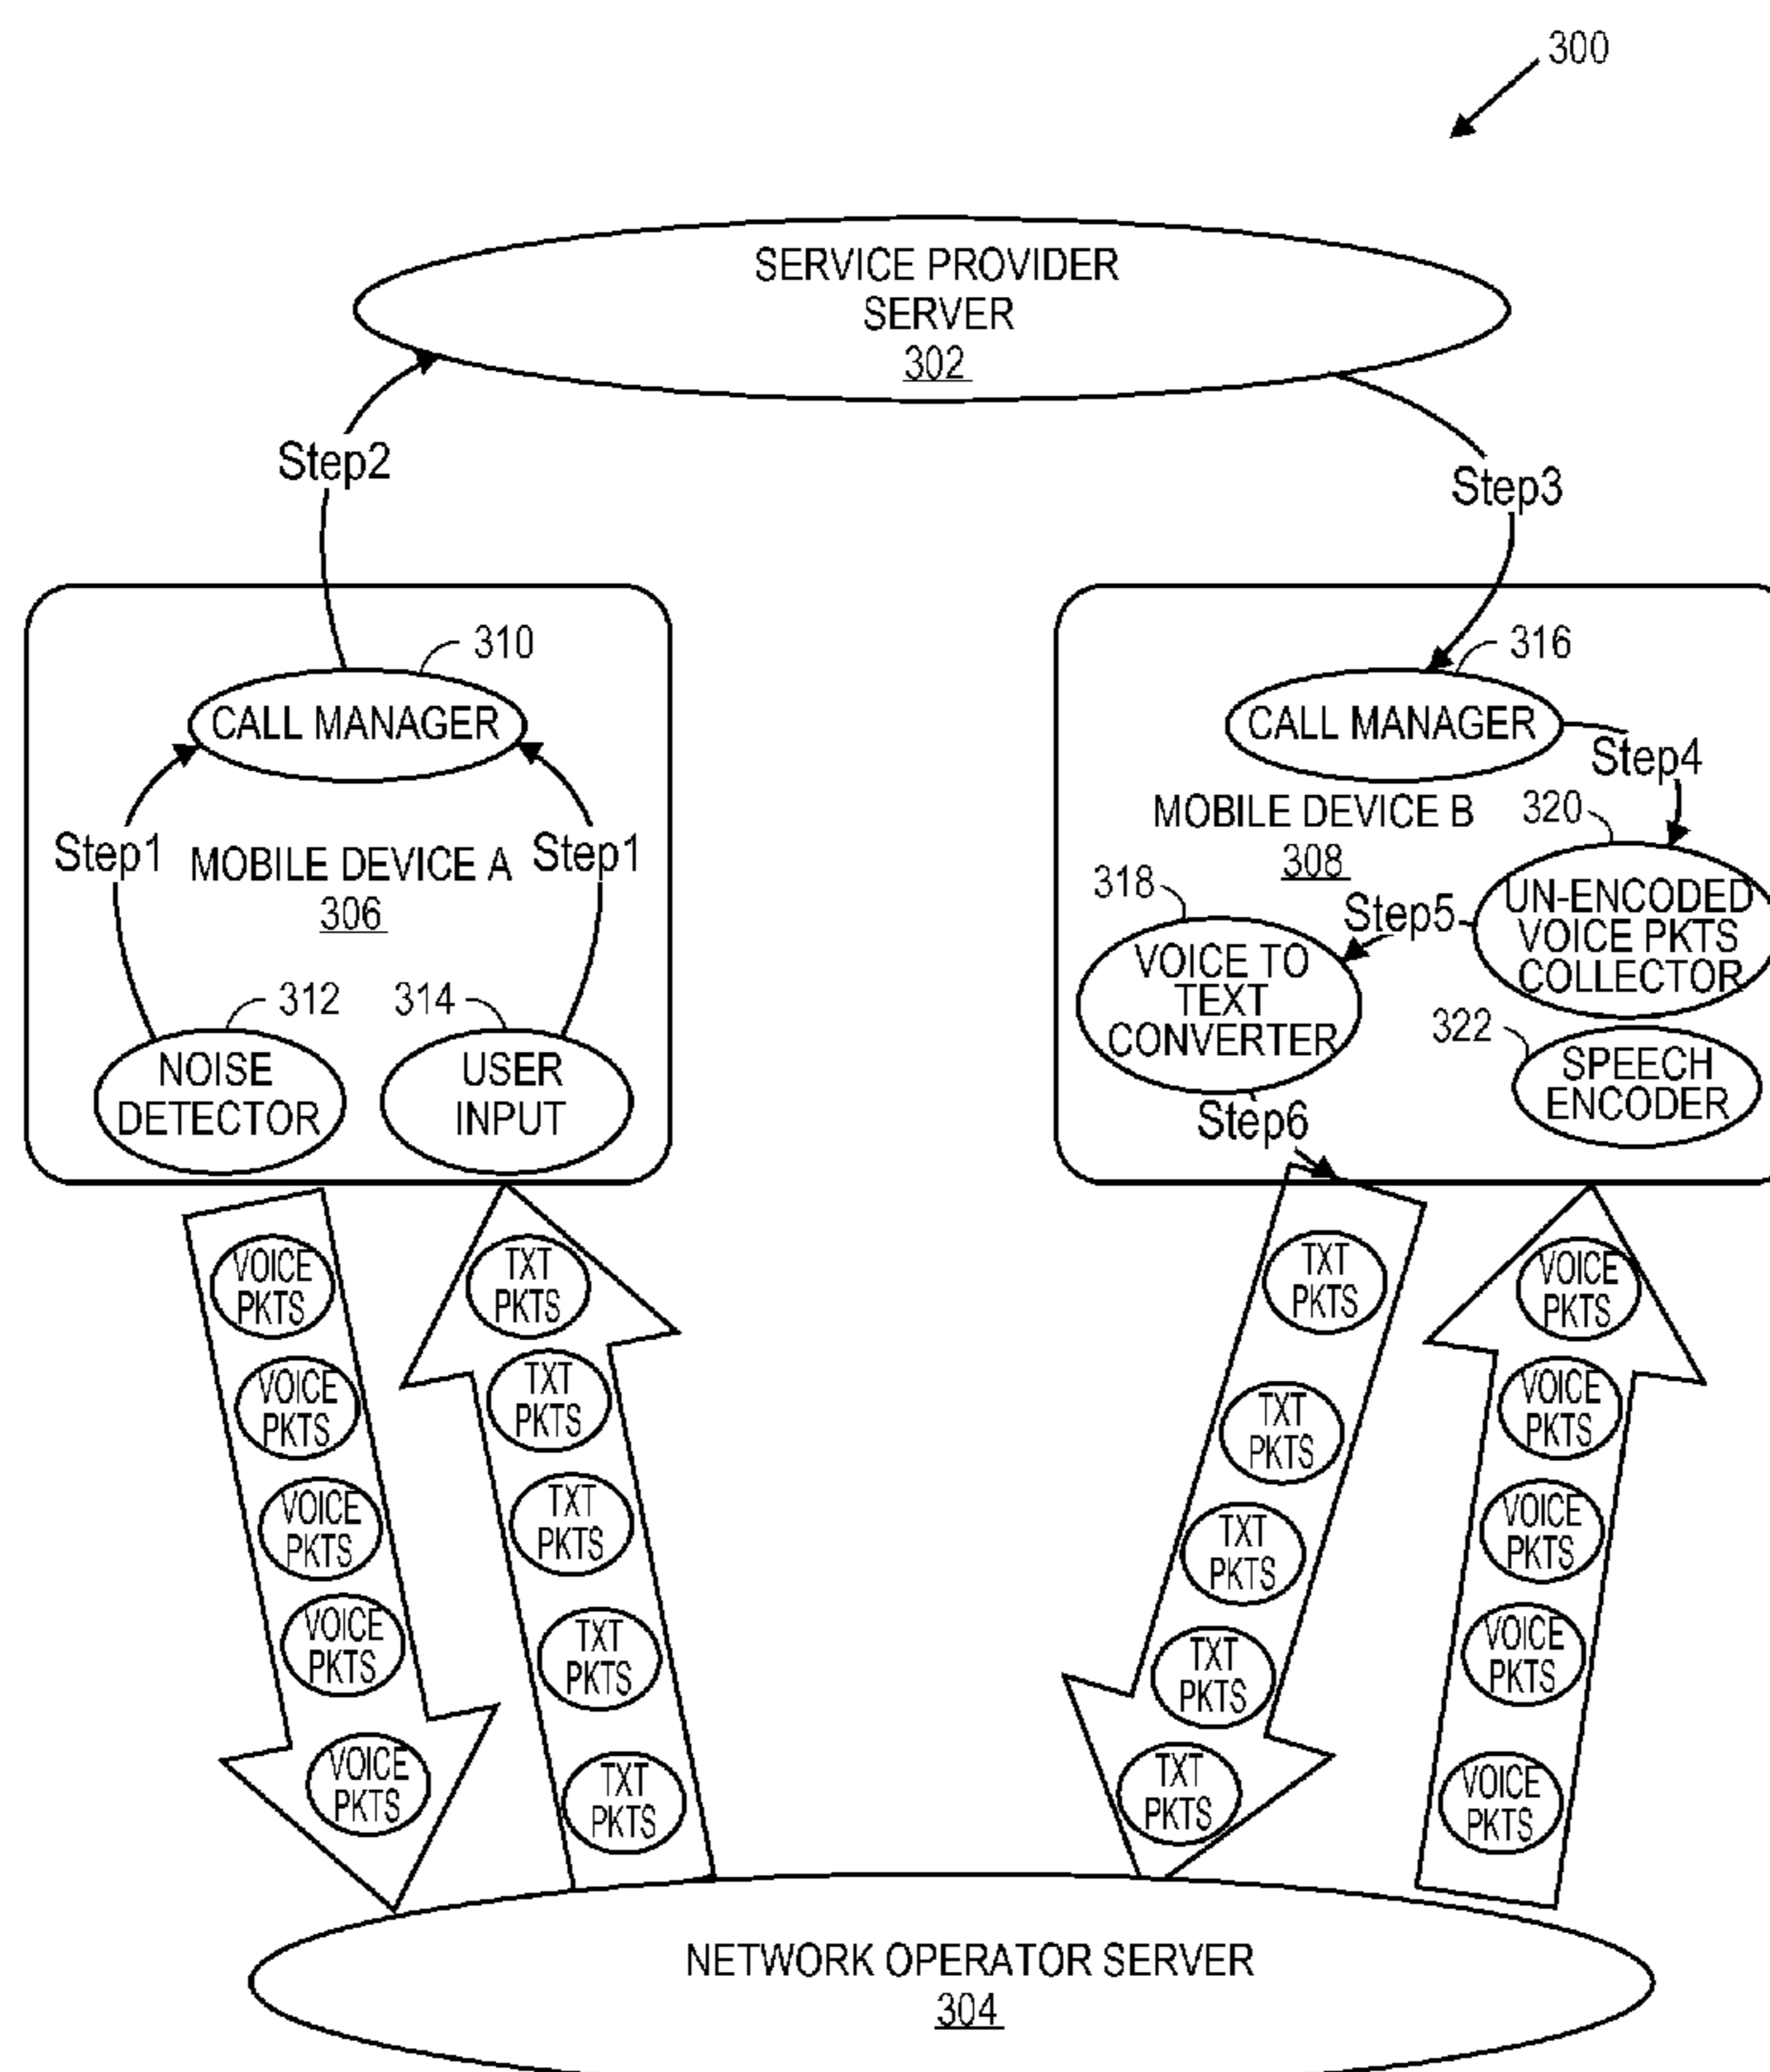 300
SERVICE PROVIDER
SERVER
302
Step2
Step3
310
CALL MANAGER
Step1
MOBILE DEVICE A
306
Step1
312
NOISE
DETECTOR
314
USER
INPUT
316
CALL MANAGER
Step4
MOBILE DEVICE B
308
320
UN-ENCODED
VOICE PKTS
COLLECTOR
Step5
318
VOICE TO
TEXT
CONVERTER
322
SPEECH
ENCODER
Step6
VOICE
PKTS
VOICE
PKTS
VOICE
PKTS
VOICE
PKTS
VOICE
PKTS
TXT
PKTS
TXT
PKTS
TXT
PKTS
TXT
PKTS
TXT
PKTS
TXT
PKTS
TXT
PKTS
TXT
PKTS
TXT
PKTS
TXT
PKTS
VOICE
PKTS
VOICE
PKTS
VOICE
PKTS
VOICE
PKTS
VOICE
PKTS
NETWORK OPERATOR SERVER
304